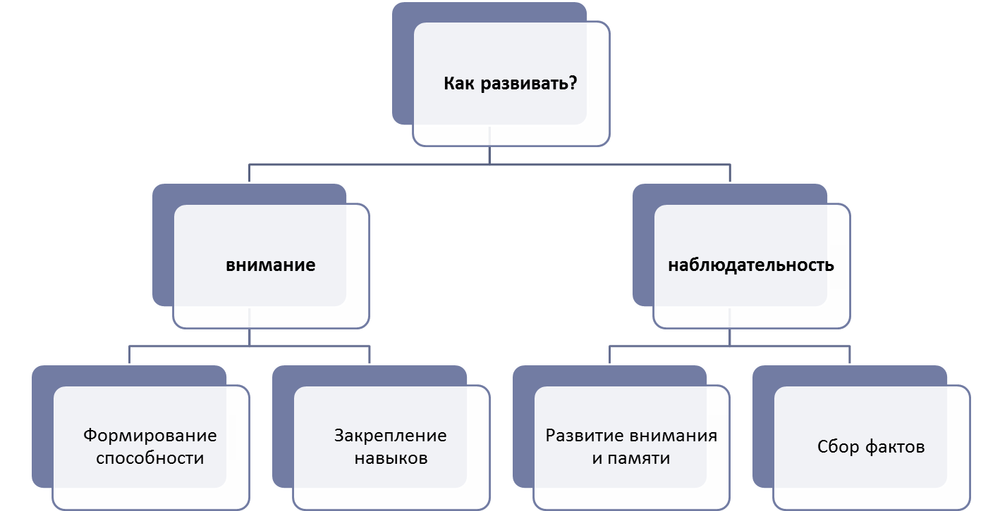 Как развивать?
внимание
наблюдательность
Формирование
способности
Закрепление
навыков
Развитие внимания
и памяти
Сбор фактов